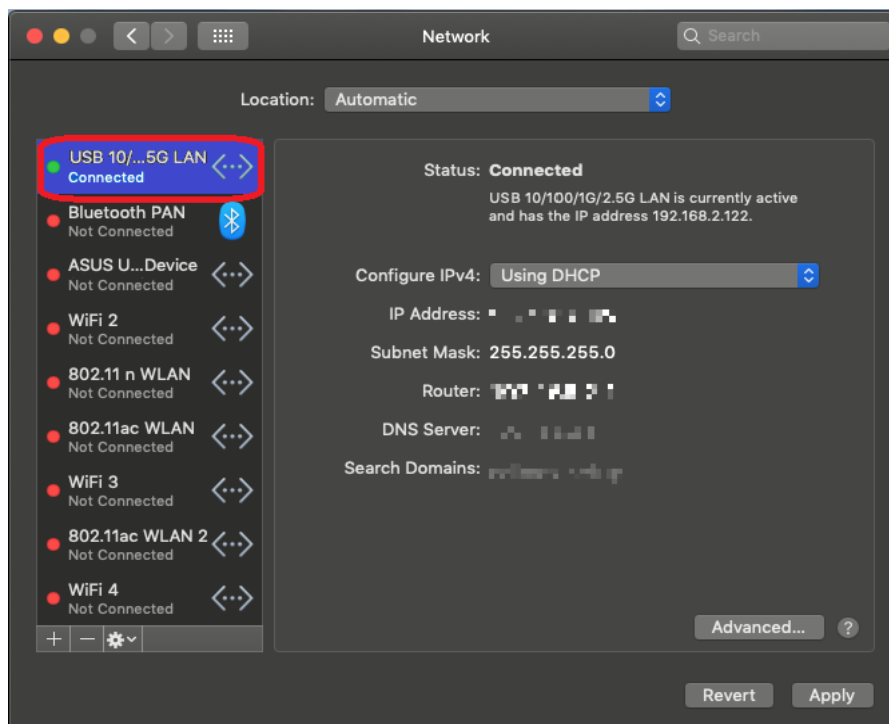 Network
Search
Location: Automatic
USB 10/...5G LAN
Connected
Bluetooth PAN
Not Connected
ASUS U...Device
Not Connected
WiFi 2
Not Connected
802.11 n WLAN
Not Connected
802.11ac WLAN
Not Connected
WiFi 3
Not Connected
802.11ac WLAN 2
Not Connected
WiFi 4
Not Connected
Status: Connected
USB 10/100/1G/2.5G LAN is currently active
and has the IP address 192.168.2.122.
Configure IPv4: Using DHCP
IP Address:
Subnet Mask: 255.255.255.0
Router:
DNS Server:
Search Domains:
Advanced... ?
Revert Apply